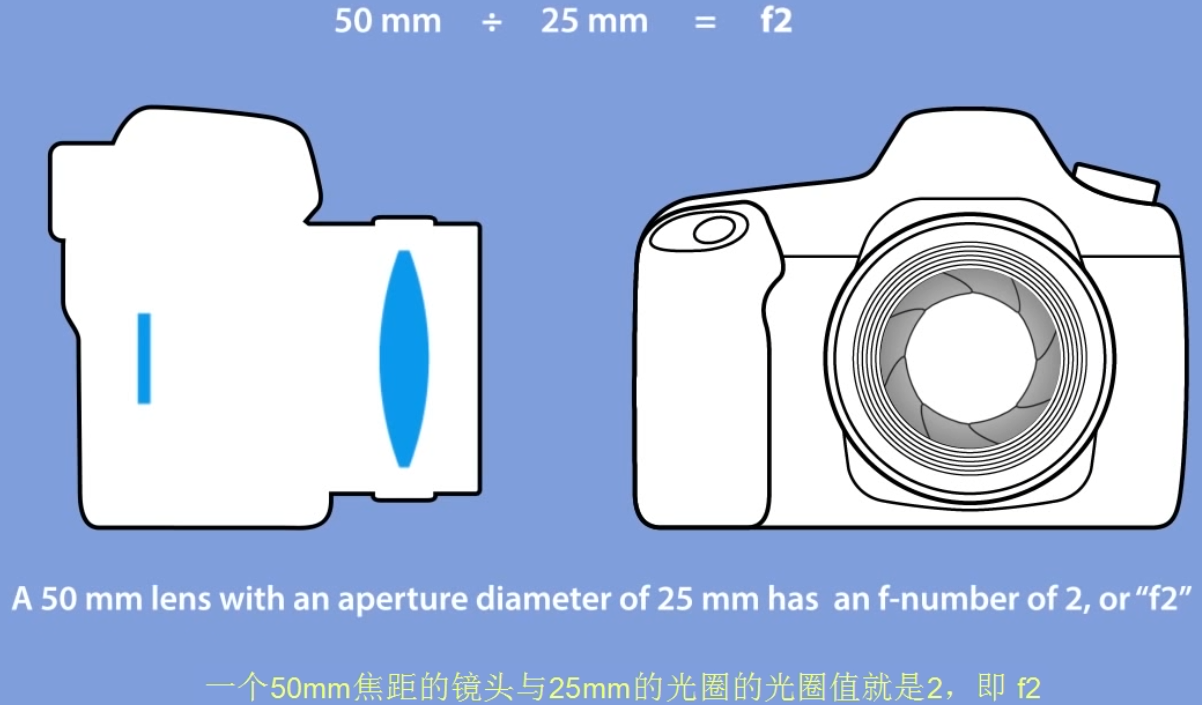 50 mm ÷ 25 mm = f2
A 50 mm lens with an aperture diameter of 25 mm has an f-number of 2, or “f2”
一个50mm焦距的镜头与25mm的光圈的光圈值就是2，即 f2